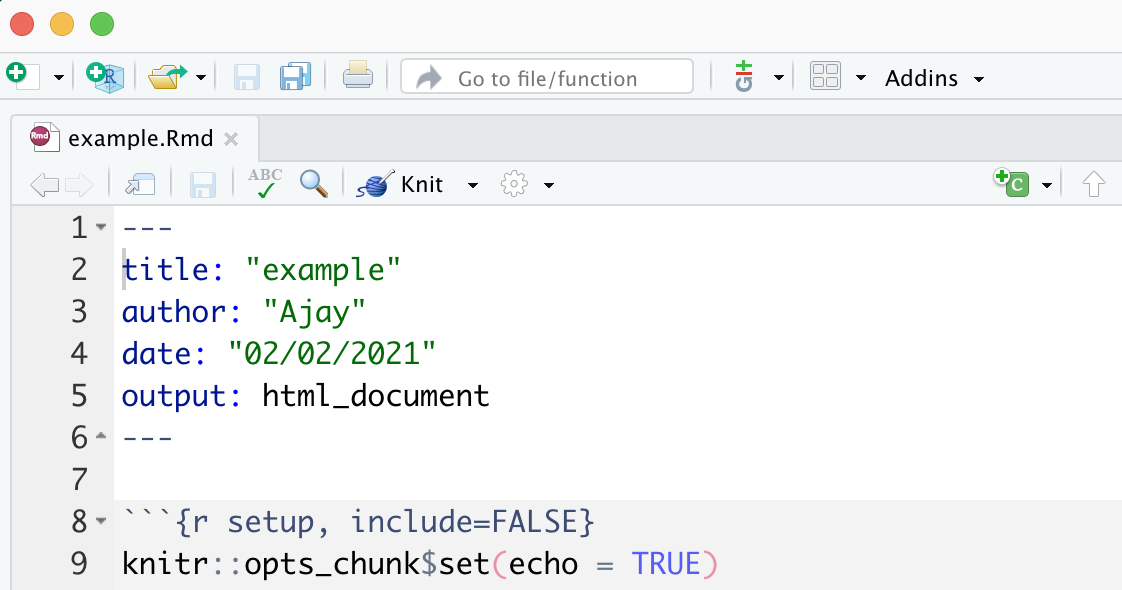 Go to file/function
Addins
Rmd example.Rmd
ABC Knit C
1 ---
2 title: "example"
3 author: "Ajay"
4 date: "02/02/2021"
5 output: html_document
6 ---
7
8 ```{r setup, include=FALSE}
9 knitr::opts_chunk$set(echo = TRUE)